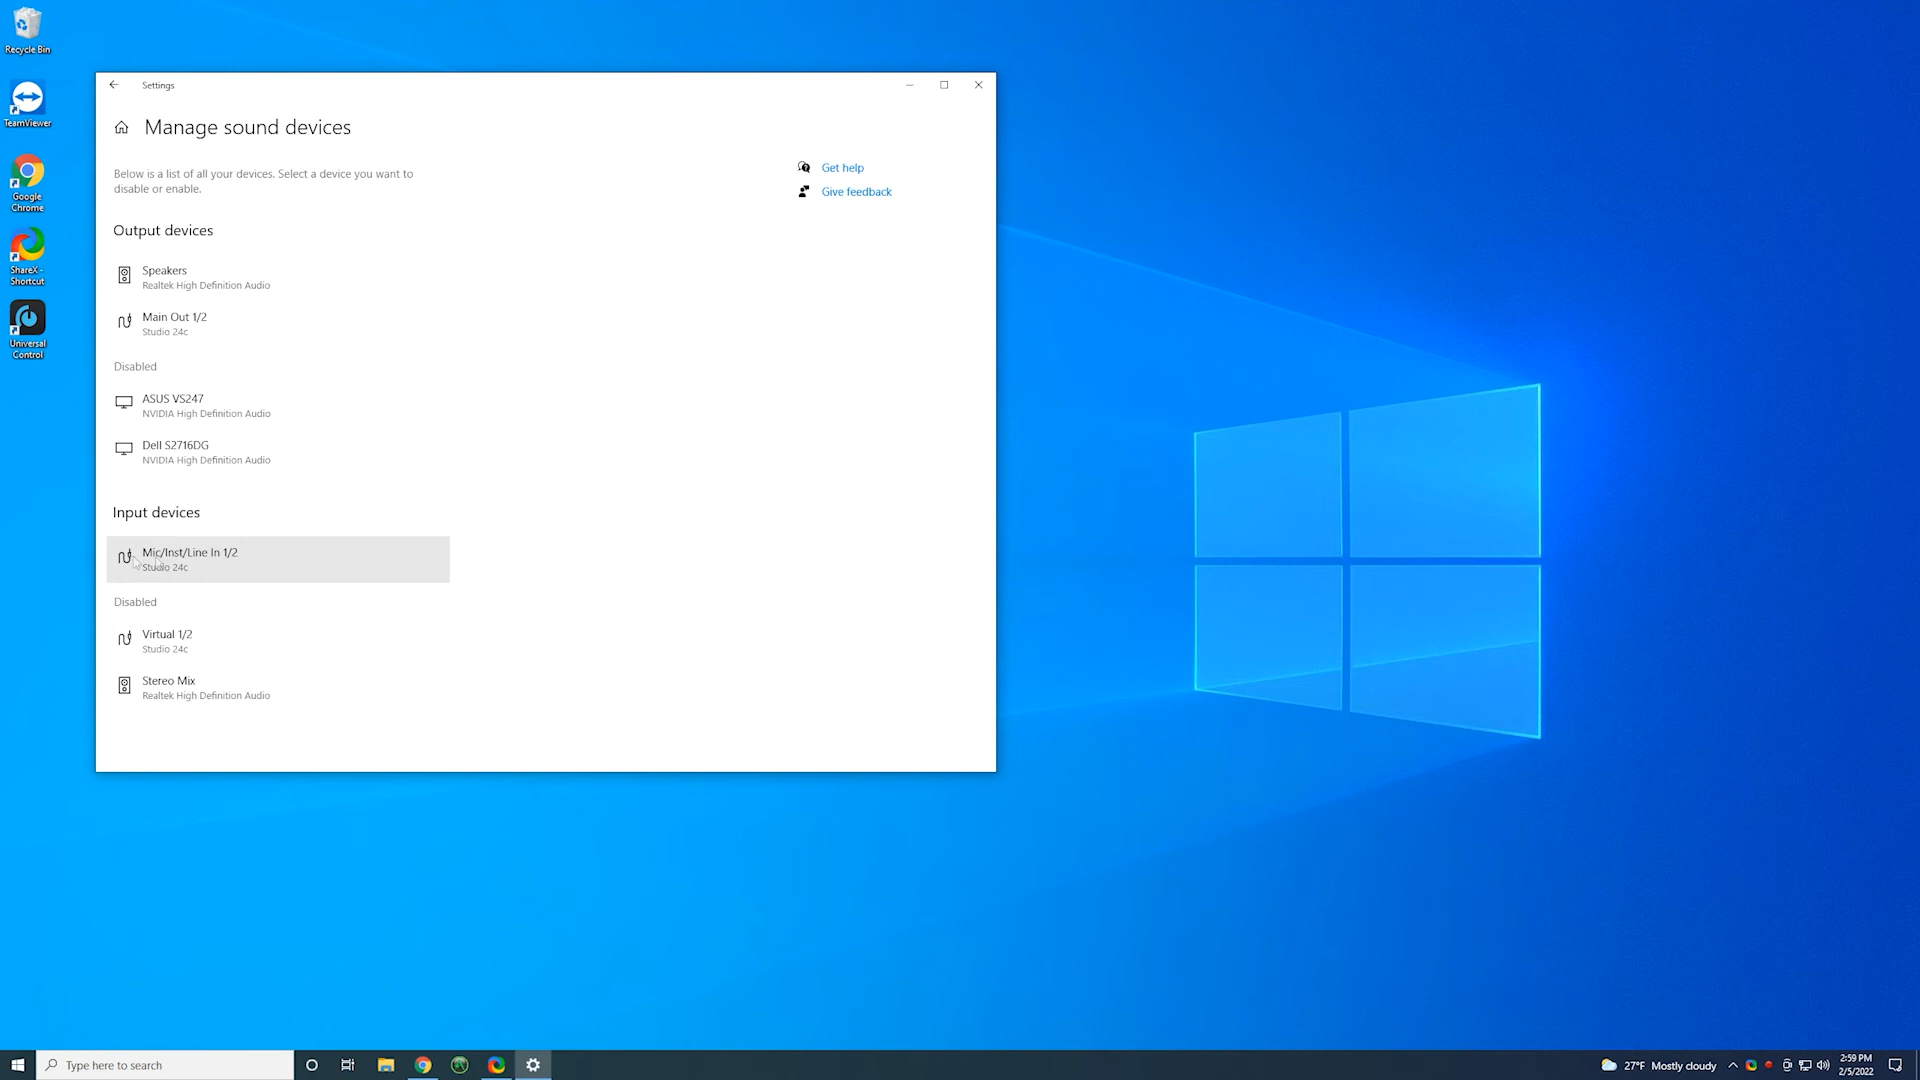 Recycle Bin
TeamViewer
Google
Chrome
ShareX -
Shortcut
Universal
Control
Settings
Manage sound devices
Below is a list of all your devices. Select a device you want to
disable or enable.
Get help
Give feedback
Output devices
Speakers
Realtek High Definition Audio
Main Out 1/2
Studio 24c
Disabled
ASUS VS247
NVIDIA High Definition Audio
Dell S2716DG
NVIDIA High Definition Audio
Input devices
Mic/Inst/Line In 1/2
Studio 24c
Disabled
Virtual 1/2
Studio 24c
Stereo Mix
Realtek High Definition Audio
Type here to search
27°F Mostly cloudy
2:59 PM
2/5/2022